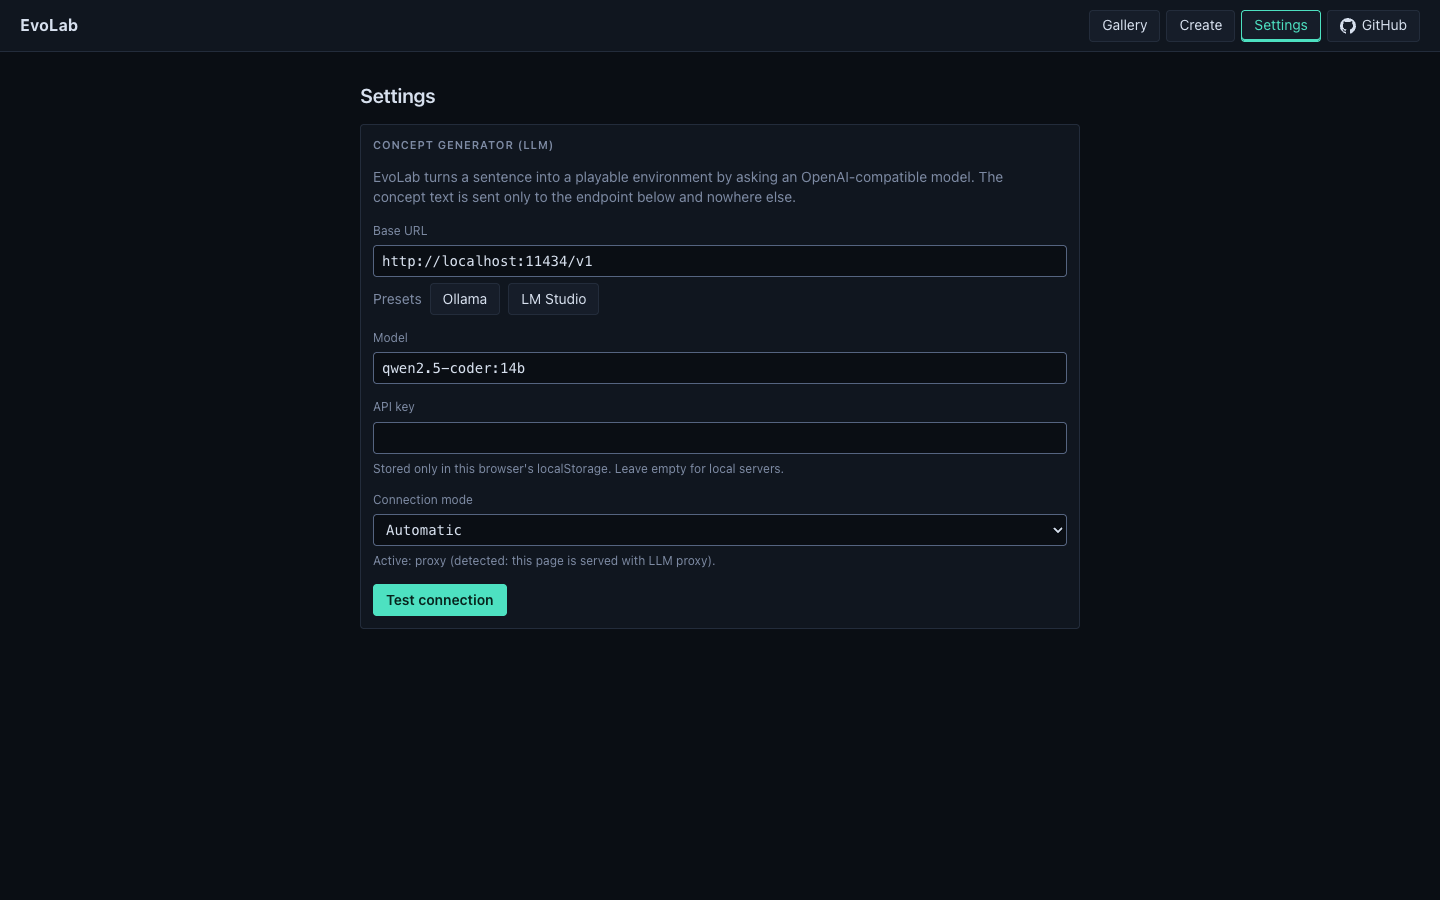 EvoLab
Gallery
Create
Settings
GitHub
Settings
CONCEPT GENERATOR (LLM)
EvoLab turns a sentence into a playable environment by asking an OpenAI-compatible model. The
concept text is sent only to the endpoint below and nowhere else.
Base URL
http://localhost:11434/v1
Presets
Ollama
LM Studio
Model
qwen2.5-coder:14b
API key
Stored only in this browser's localStorage. Leave empty for local servers.
Connection mode
Automatic
Active: proxy (detected: this page is served with LLM proxy).
Test connection